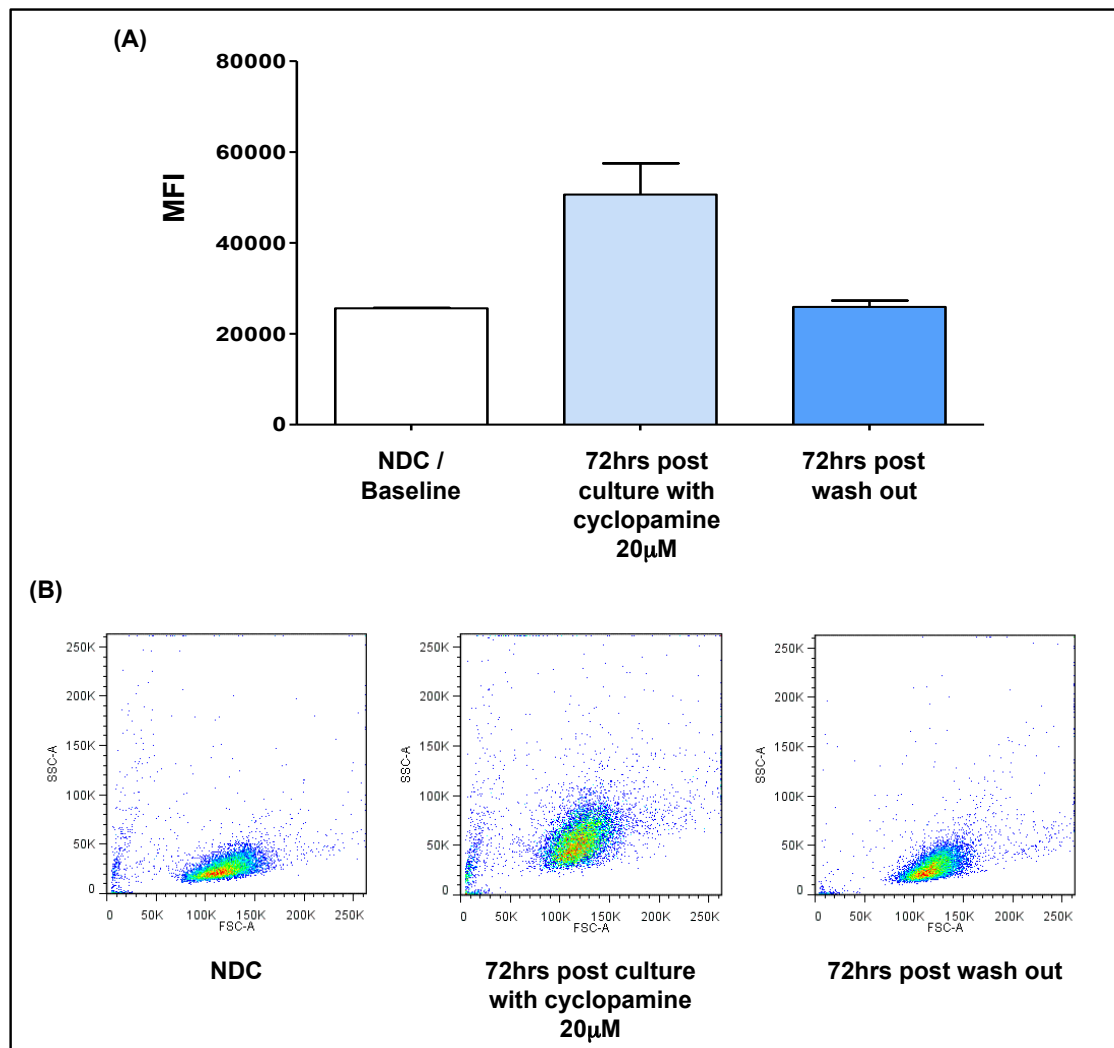 (A)
80000
60000
40000
20000
0
MFI
NDC /
Baseline
72hrs post
culture with
cyclopamine
20μM
72hrs post
wash out
(B)
250K
200K
150K
100K
50K
0
SSC-A
0 50K 100K 150K 200K 250K
FSC-A
NDC
250K
200K
150K
100K
50K
0
SSC-A
0 50K 100K 150K 200K 250K
FSC-A
72hrs post culture
with cyclopamine
20μM
250K
200K
150K
100K
50K
0
SSC-A
0 50K 100K 150K 200K 250K
FSC-A
72hrs post wash out